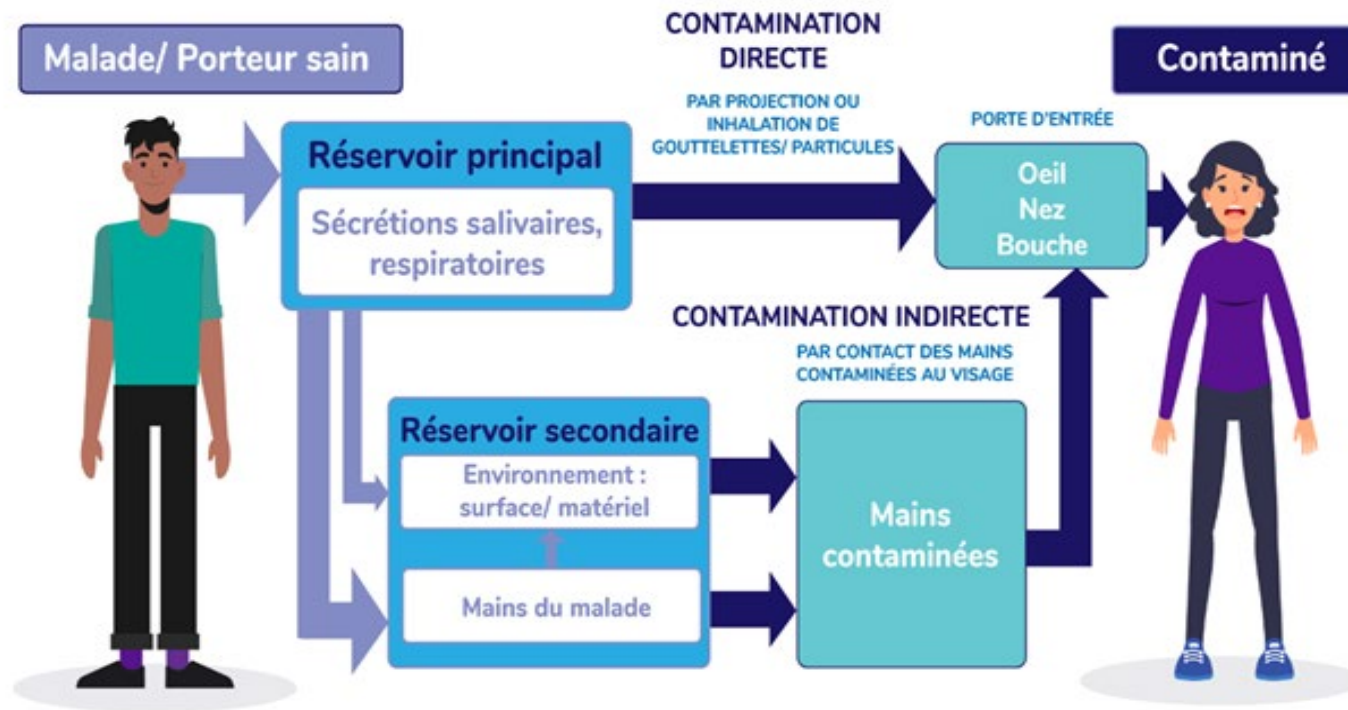 Malade/ Porteur sain
CONTAMINATION
DIRECTE
PAR PROJECTION OU
INHALATION DE
GOUTTELETTES/ PARTICULES
Contaminé
Réservoir principal
Sécrétions salivaires,
respiratoires
PORTE D'ENTRÉE
Oeil
Nez
Bouche
CONTAMINATION INDIRECTE
PAR CONTACT DES MAINS
CONTAMINÉES AU VISAGE
Réservoir secondaire
Environnement :
surface/ matériel
Mains du malade
Mains
contaminées